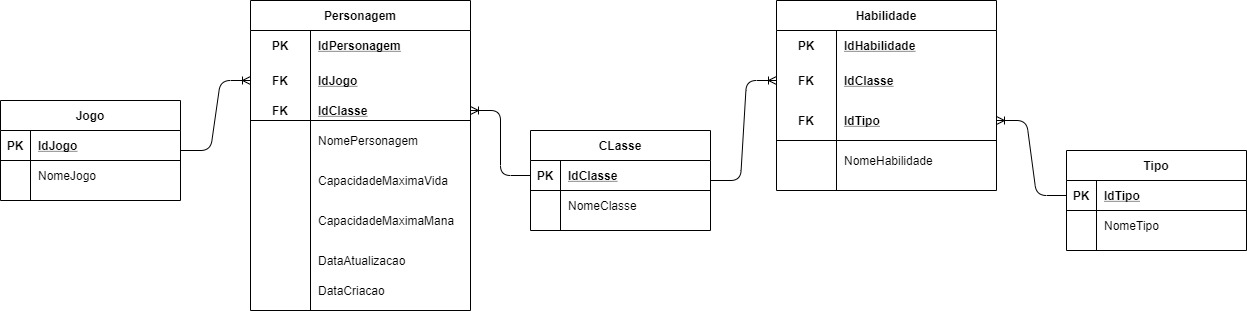 Jogo
PK IdJogo
NomeJogo
Personagem
PK IdPersonagem
FK IdJogo
FK IdClasse
NomePersonagem
CapacidadeMaximaVida
CapacidadeMaximaMana
DataAtualizacao
DataCriacao
CLasse
PK IdClasse
NomeClasse
Habilidade
PK IdHabilidade
FK IdClasse
FK IdTipo
NomeHabilidade
Tipo
PK IdTipo
NomeTipo